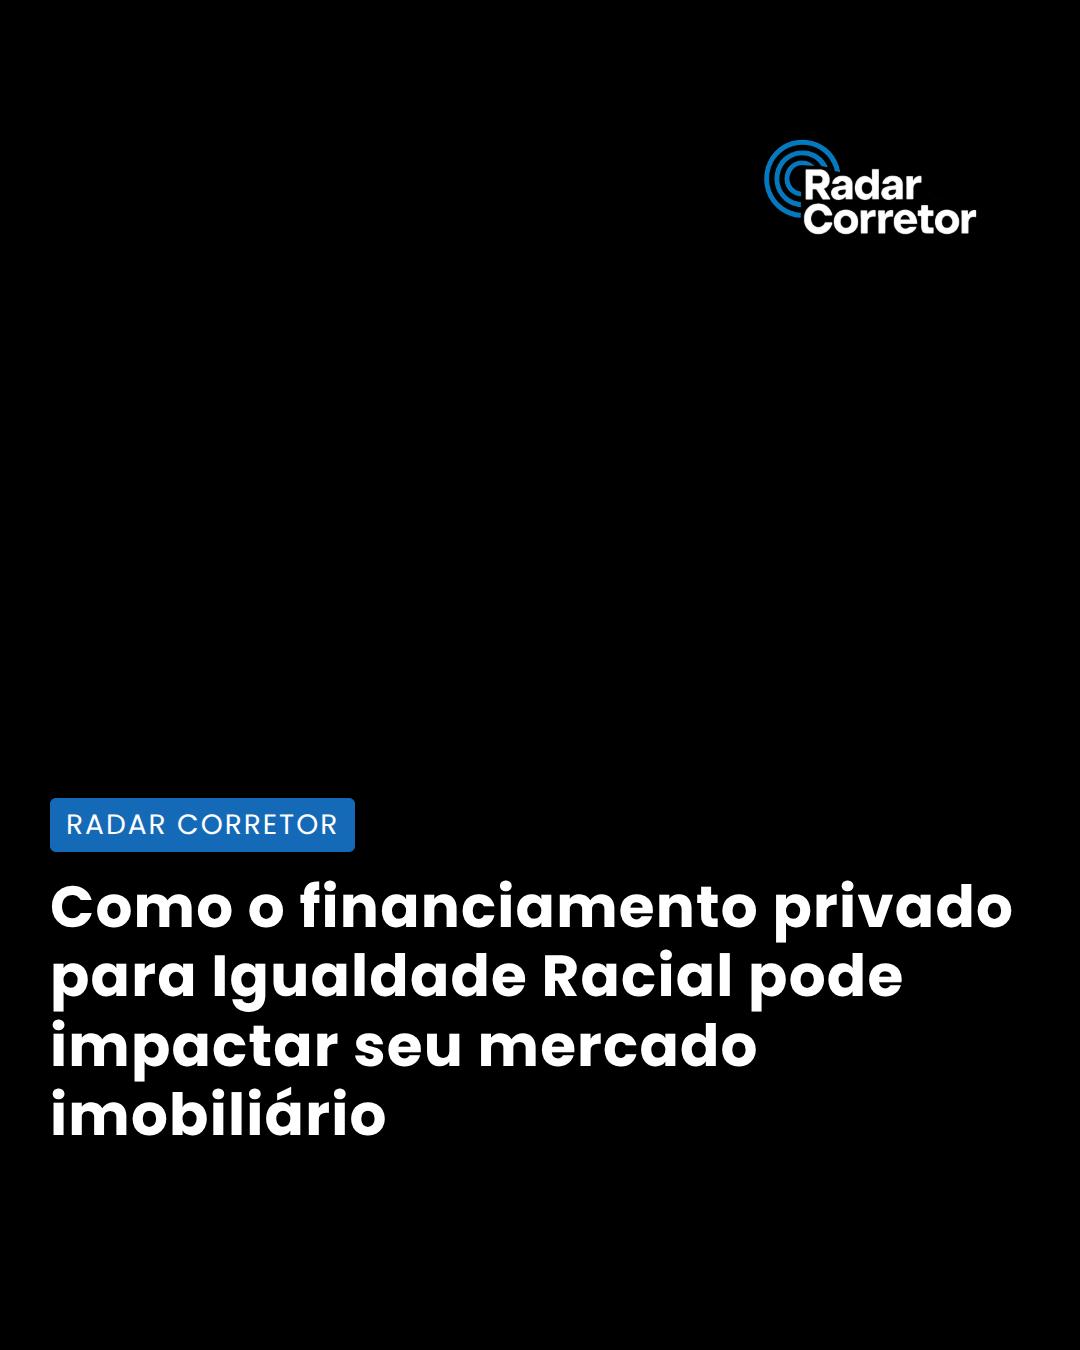 Radar
Corretor
RADAR CORRETOR
Como o financiamento privado
para Igualdade Racial pode
impactar seu mercado
imobiliário